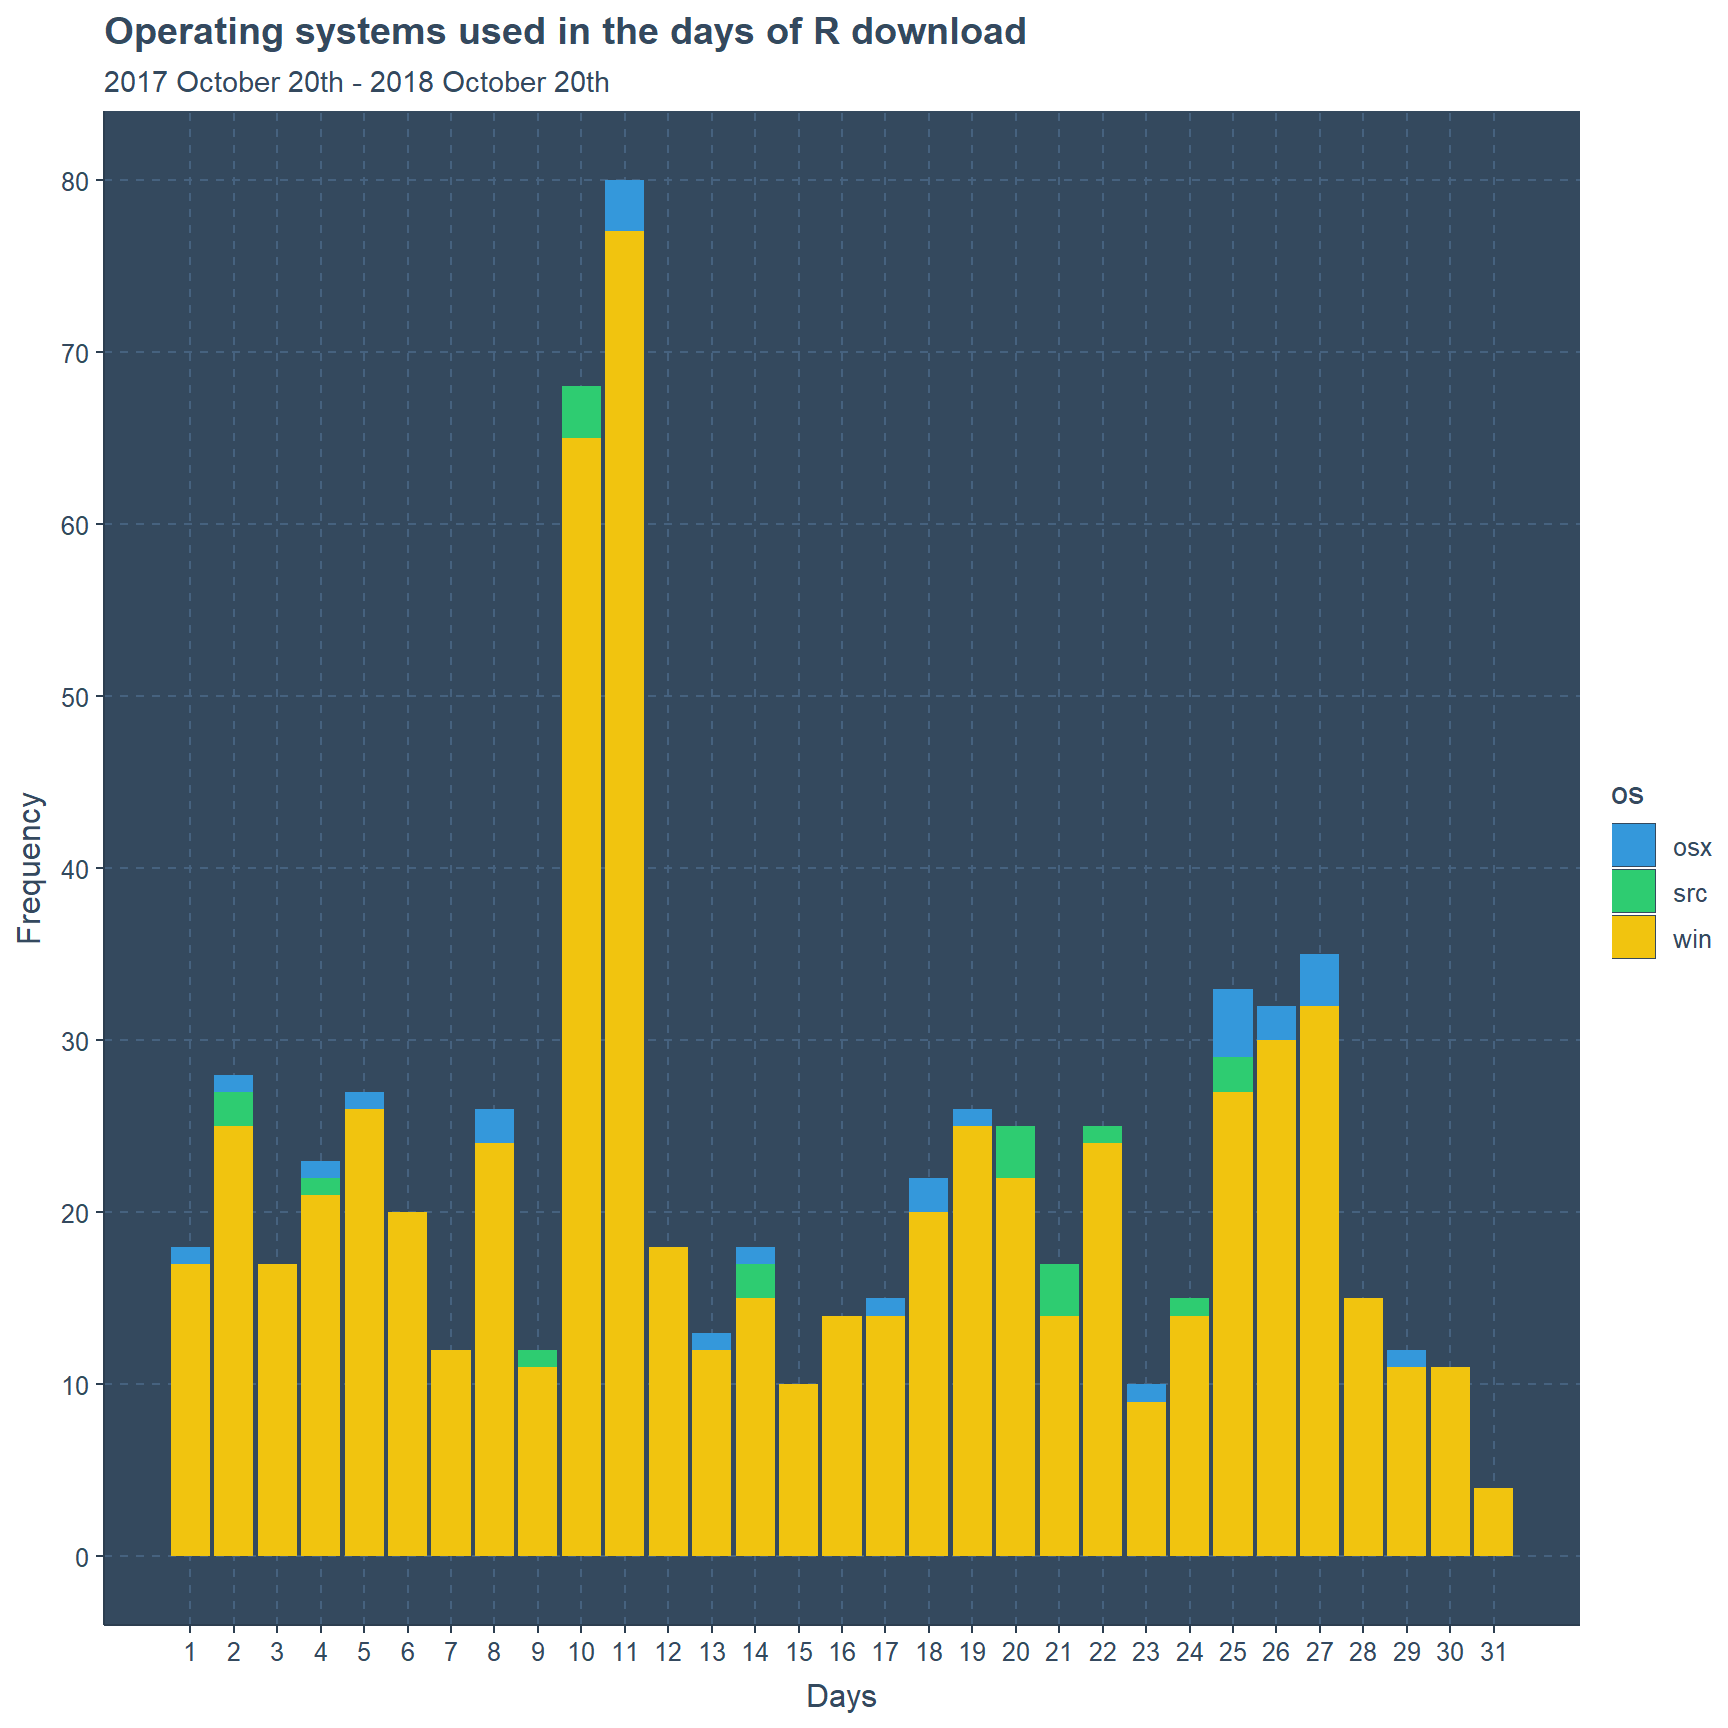 Operating systems used in the days of R download
2017 October 20th - 2018 October 20th
Frequency
80
70
60
50
40
30
20
10
0
1 2 3 4 5 6 7 8 9 10 11 12 13 14 15 16 17 18 19 20 21 22 23 24 25 26 27 28 29 30 31
Days
os
osx
src
win